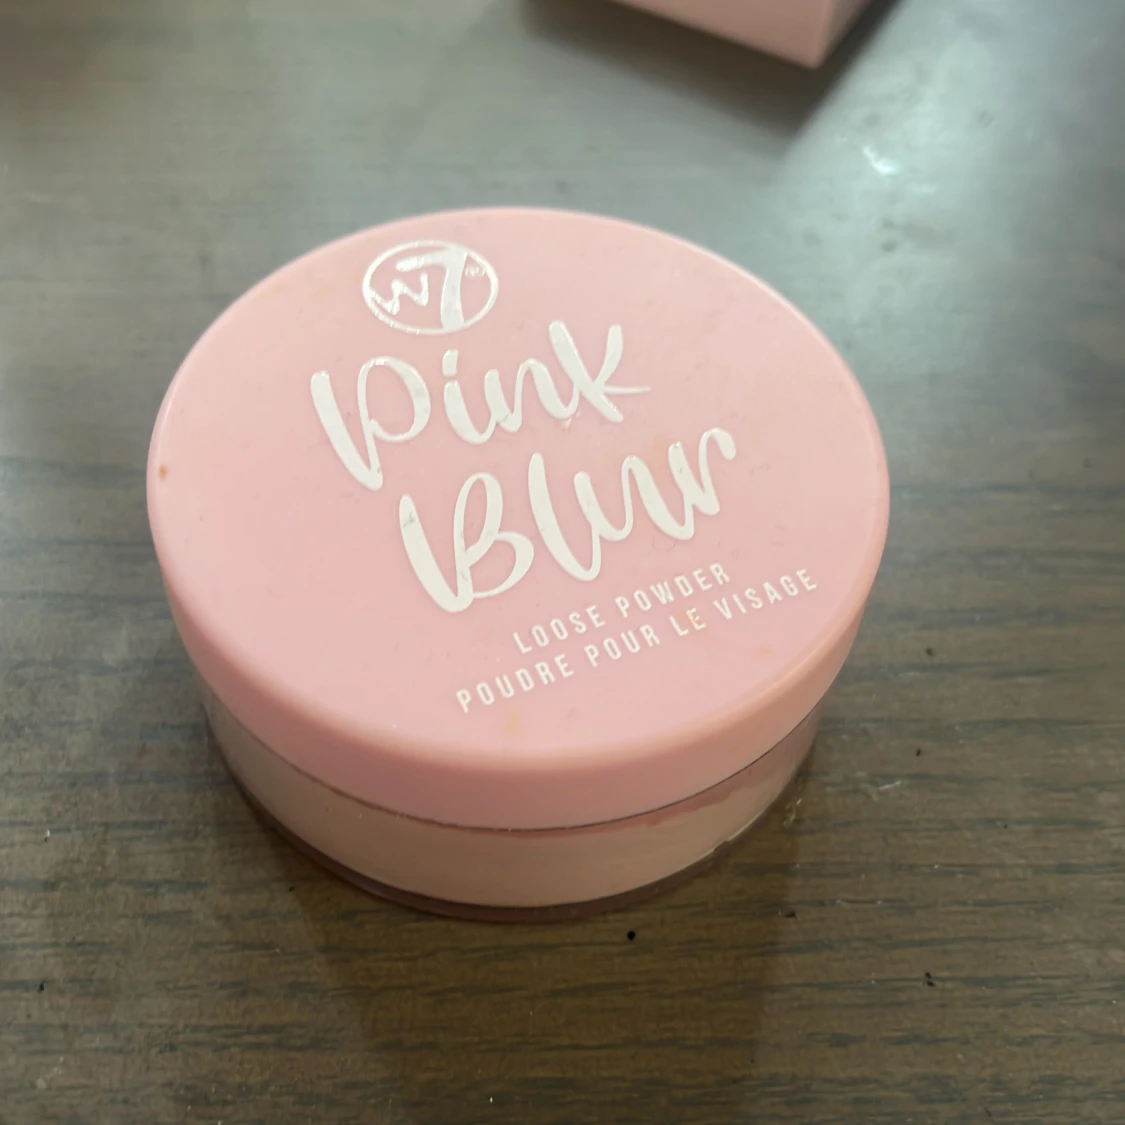 W7®
Pink
Blur
LOOSE POWDER
POUDRE POUR LE VISAGE